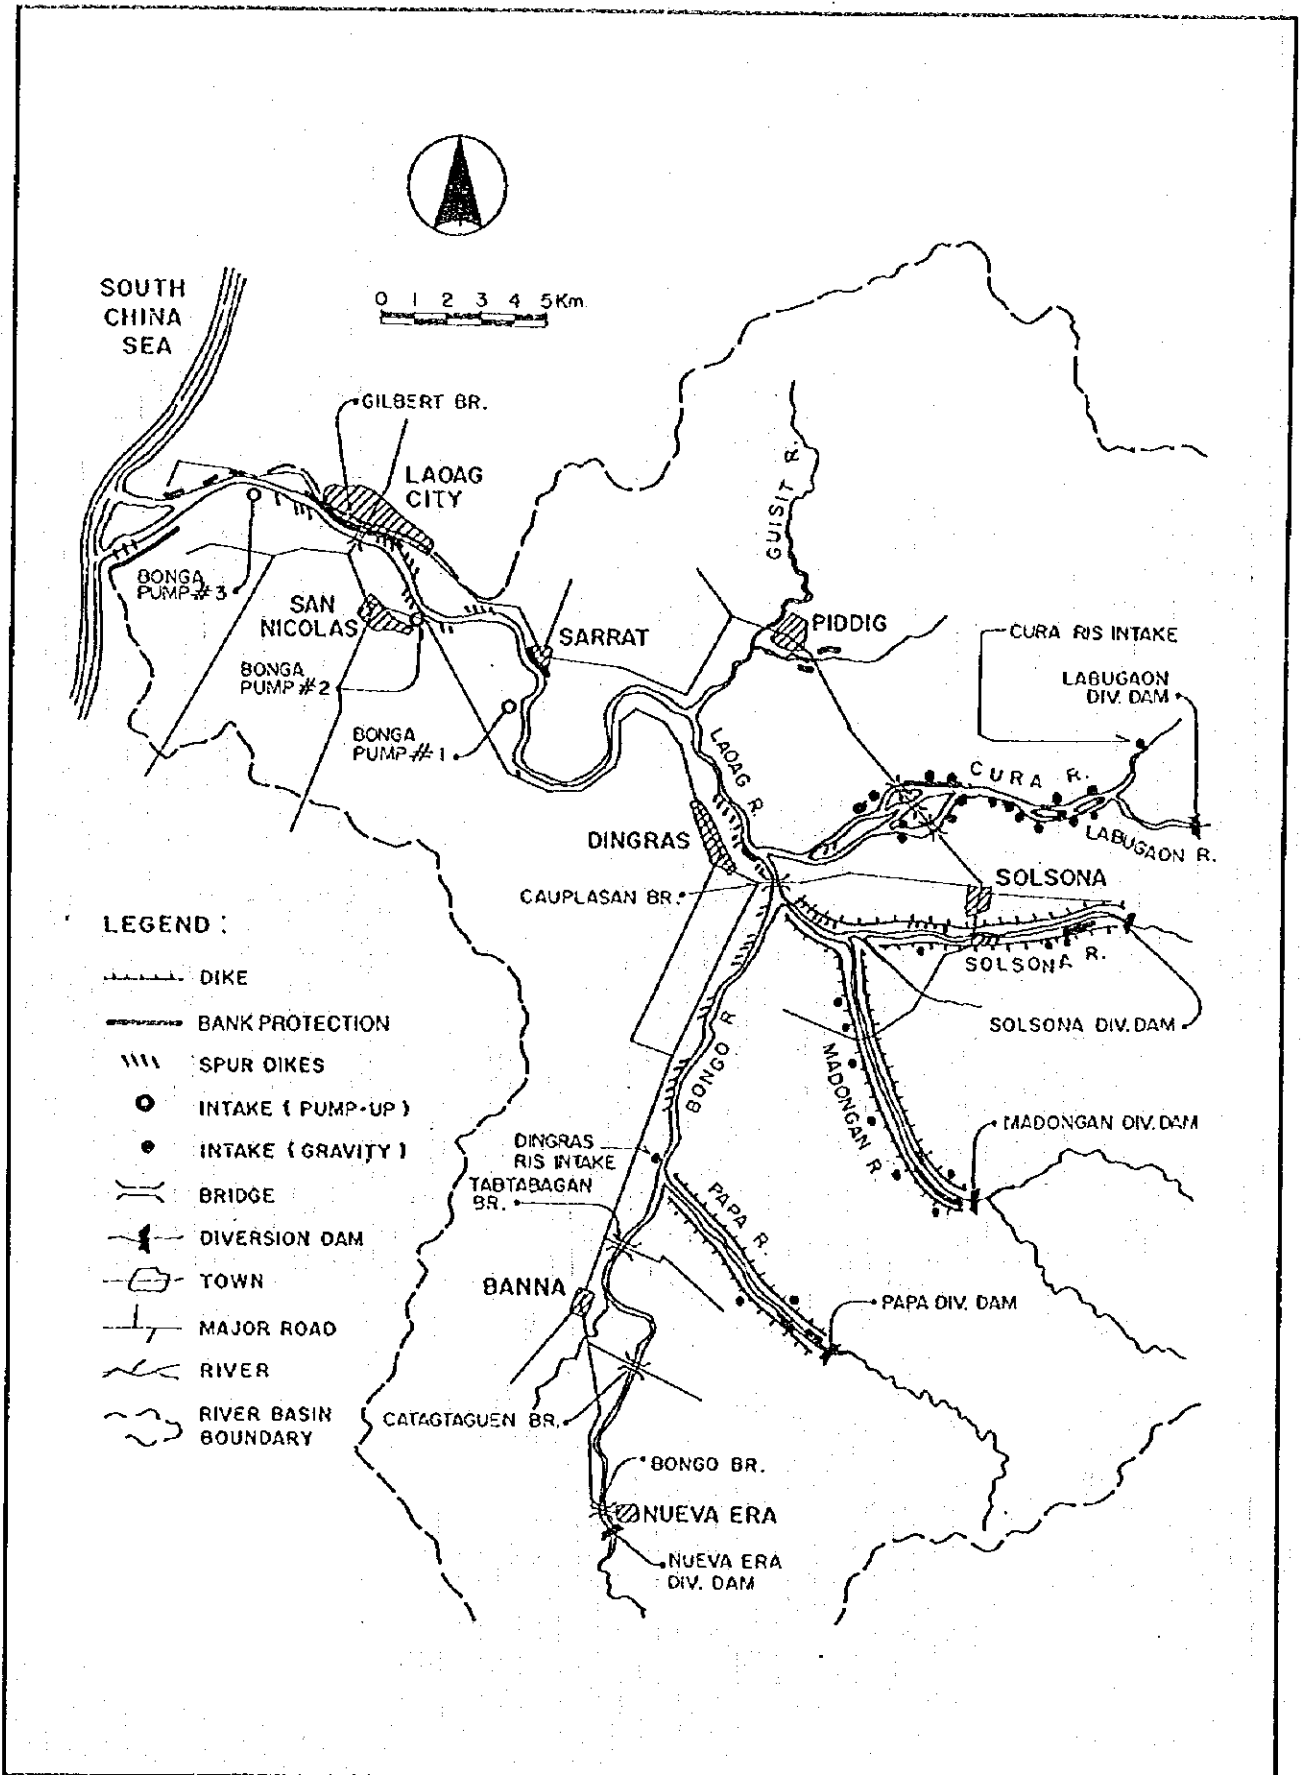 SOUTH
CHINA
SEA
0 1 2 3 4 5Km.
GILBERT BR.
LAOAG
CITY
GUISIT R.
BONGA
PUMP#3
SAN
NICOLAS
SARRAT
PIDDIG
CURA RIS INTAKE
LABUGAON
DIV. DAM
BONGA
PUMP#2
BONGA
PUMP#1
LAOAG R.
CURA R.
LABUGAON R.
DINGRAS
SOLSONA
CAUPLASAN BR.
SOLSONA R.
SOLSONA DIV. DAM
BONGO R
MADONGAN R.
MADONGAN DIV. DAM
DINGRAS
RIS INTAKE
TABTABAGAN
BR.
PAPA R.
BANNA
PAPA DIV. DAM
CATAGTAGUEN BR.
BONGO BR.
NUEVA ERA
NUEVA ERA
DIV. DAM
LEGEND :
DIKE
BANK PROTECTION
SPUR DIKES
INTAKE ( PUMP-UP )
INTAKE ( GRAVITY )
BRIDGE
DIVERSION DAM
TOWN
MAJOR ROAD
RIVER
RIVER BASIN
BOUNDARY